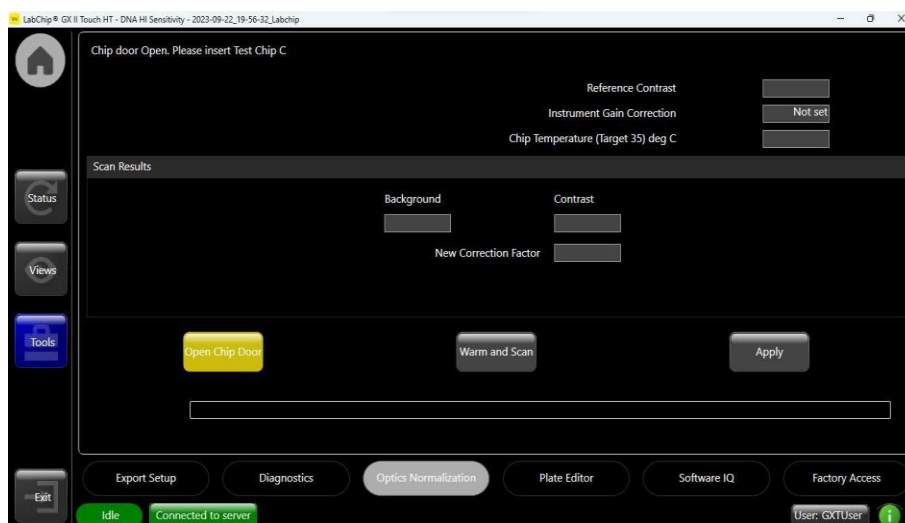 LabChip® GX II Touch HT - DNA HI Sensitivity - 2023-09-22_19-56-32_Labchip
Chip door Open. Please insert Test Chip C
Reference Contrast
Instrument Gain Correction Not set
Chip Temperature (Target 35) deg C
Scan Results
Status
Background Contrast
New Correction Factor
Views
Tools
Open Chip Door Warm and Scan Apply
Export Setup Diagnostics Optics Normalization Plate Editor Software IQ Factory Access
Exit
Idle Connected to server User: GXTUser i